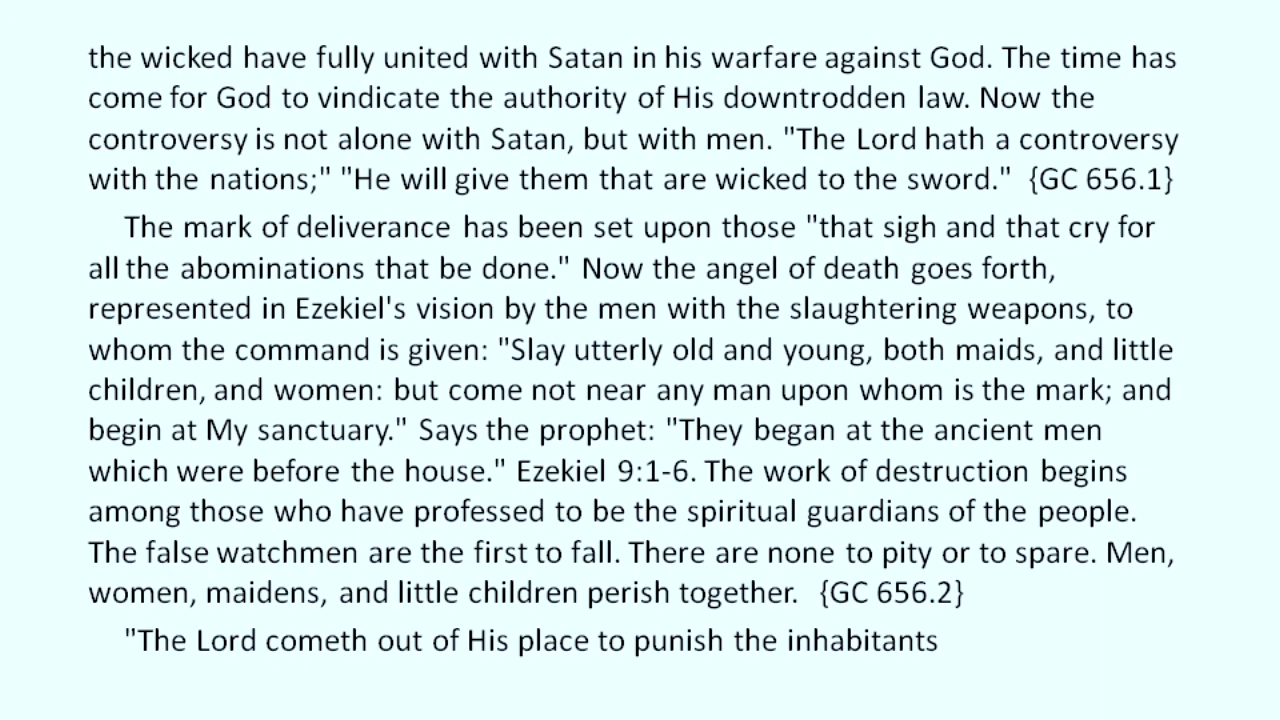 the wicked have fully united with Satan in his warfare against God. The time has
come for God to vindicate the authority of His downtrodden law. Now the
controversy is not alone with Satan, but with men. "The Lord hath a controversy
with the nations;" "He will give them that are wicked to the sword." {GC 656.1}
The mark of deliverance has been set upon those "that sigh and that cry for
all the abominations that be done." Now the angel of death goes forth,
represented in Ezekiel's vision by the men with the slaughtering weapons, to
whom the command is given: "Slay utterly old and young, both maids, and little
children, and women: but come not near any man upon whom is the mark; and
begin at My sanctuary." Says the prophet: "They began at the ancient men
which were before the house." Ezekiel 9:1-6. The work of destruction begins
among those who have professed to be the spiritual guardians of the people.
The false watchmen are the first to fall. There are none to pity or to spare. Men,
women, maidens, and little children perish together. {GC 656.2}
"The Lord cometh out of His place to punish the inhabitants